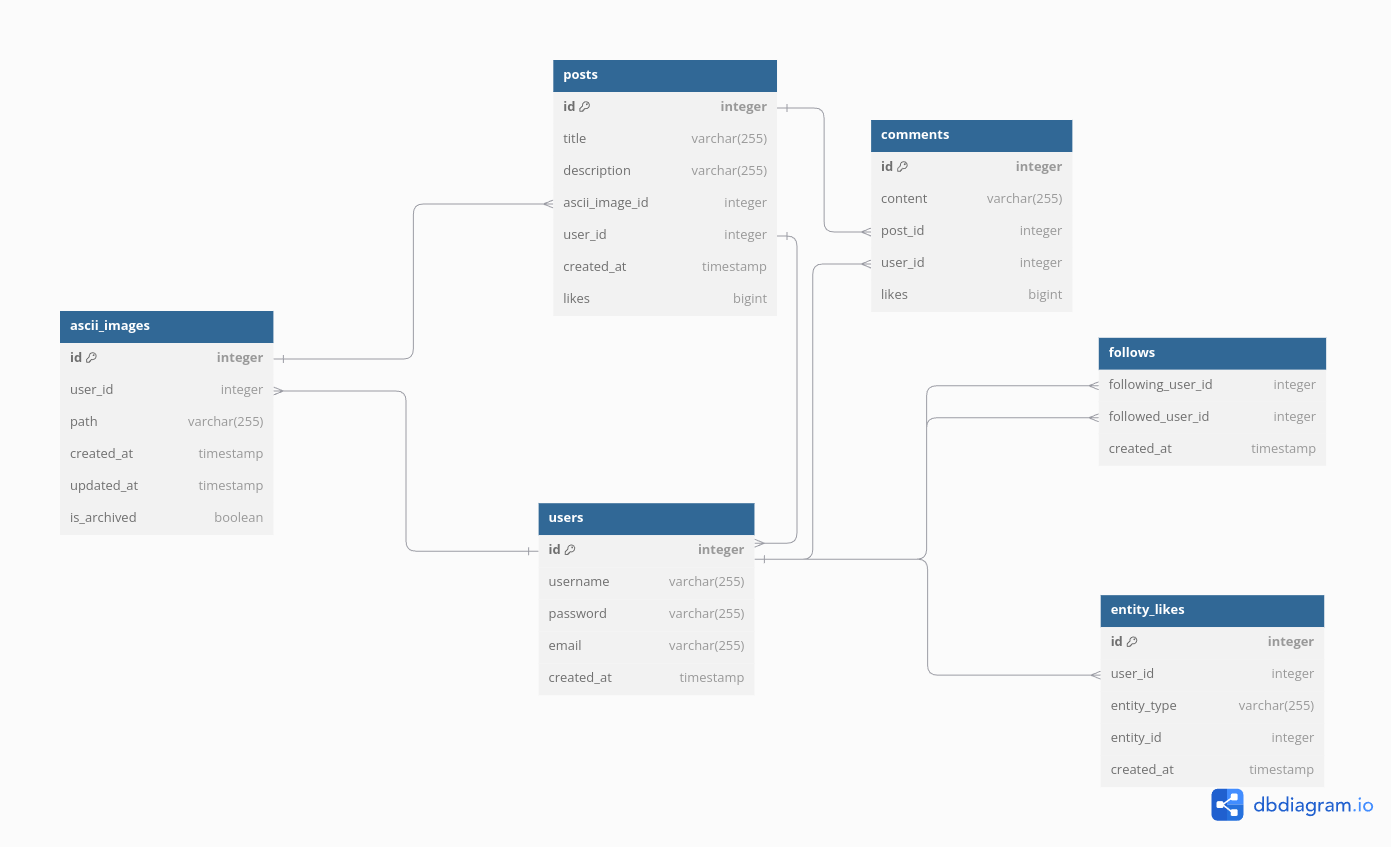 posts
id integer
title varchar(255)
description varchar(255)
ascii_image_id integer
user_id integer
created_at timestamp
likes bigint
comments
id integer
content varchar(255)
post_id integer
user_id integer
likes bigint
ascii_images
id integer
user_id integer
path varchar(255)
created_at timestamp
updated_at timestamp
is_archived boolean
follows
following_user_id integer
followed_user_id integer
created_at timestamp
users
id integer
username varchar(255)
password varchar(255)
email varchar(255)
created_at timestamp
entity_likes
id integer
user_id integer
entity_type varchar(255)
entity_id integer
created_at timestamp
dbdiagram.io